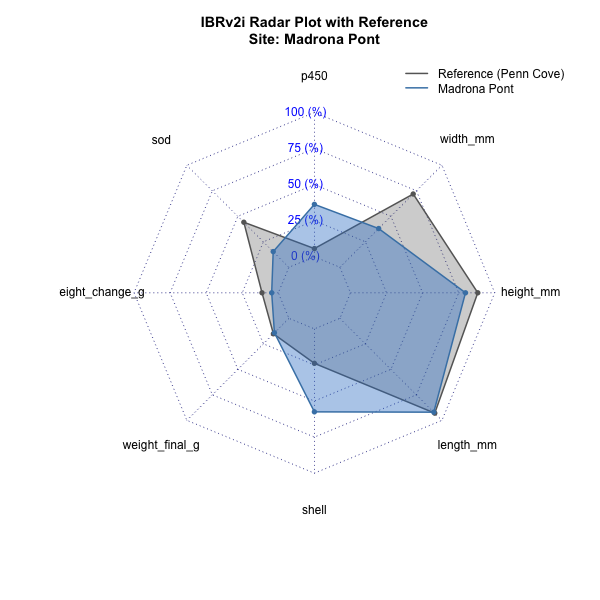 IBRv2i Radar Plot with Reference
Site: Madrona Pont
p450
Reference (Penn Cove)
Madrona Pont
100 (%)
sod
width_mm
75 (%)
50 (%)
25 (%)
0 (%)
eight_change_g
height_mm
weight_final_g
length_mm
shell